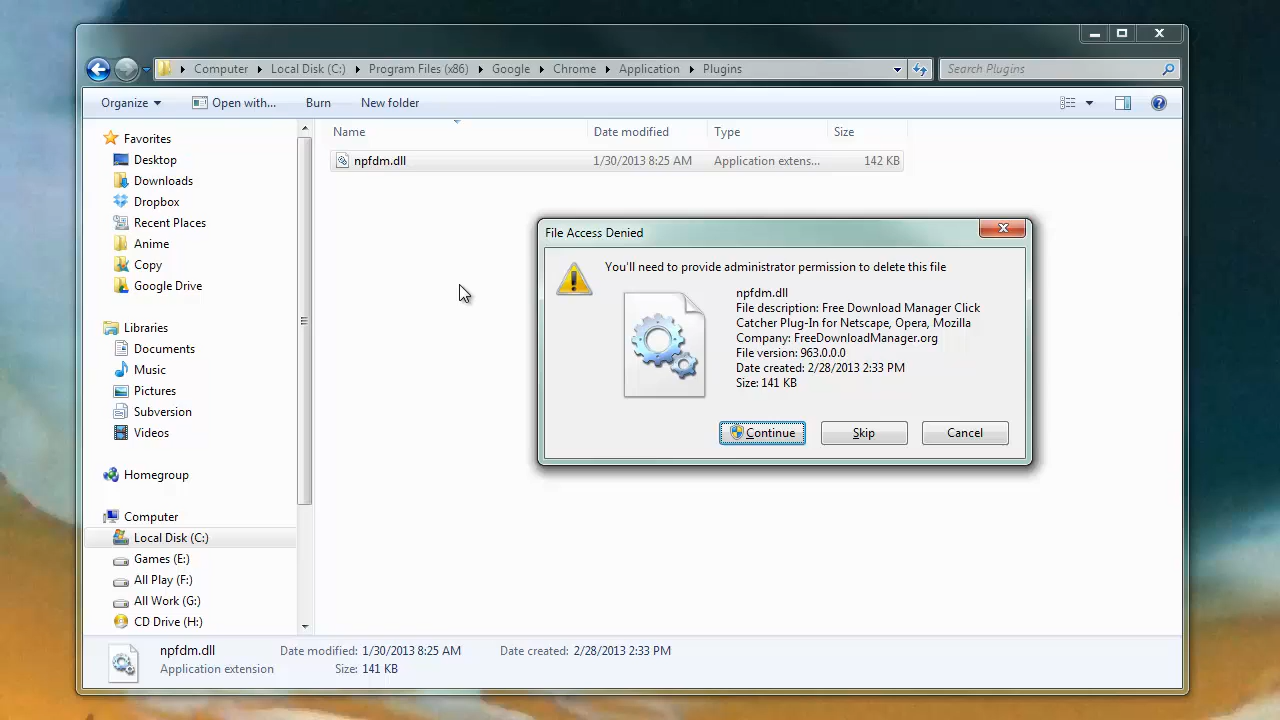 Computer Local Disk (C:) Program Files (x86) Google Chrome Application Plugins Search Plugins
Organize Open with... Burn New folder
Name Date modified Type Size
npfdm.dll 1/30/2013 8:25 AM Application extens... 142 KB
Favorites
Desktop
Downloads
Dropbox
Recent Places
Anime
Copy
Google Drive
Libraries
Documents
Music
Pictures
Subversion
Videos
Homegroup
Computer
Local Disk (C:)
Games (E:)
All Play (F:)
All Work (G:)
CD Drive (H:)
File Access Denied
You'll need to provide administrator permission to delete this file
npfdm.dll
File description: Free Download Manager Click
Catcher Plug-In for Netscape, Opera, Mozilla
Company: FreeDownloadManager.org
File version: 963.0.0.0
Date created: 2/28/2013 2:33 PM
Size: 141 KB
Continue Skip Cancel
npfdm.dll Date modified: 1/30/2013 8:25 AM Date created: 2/28/2013 2:33 PM
Application extension Size: 141 KB